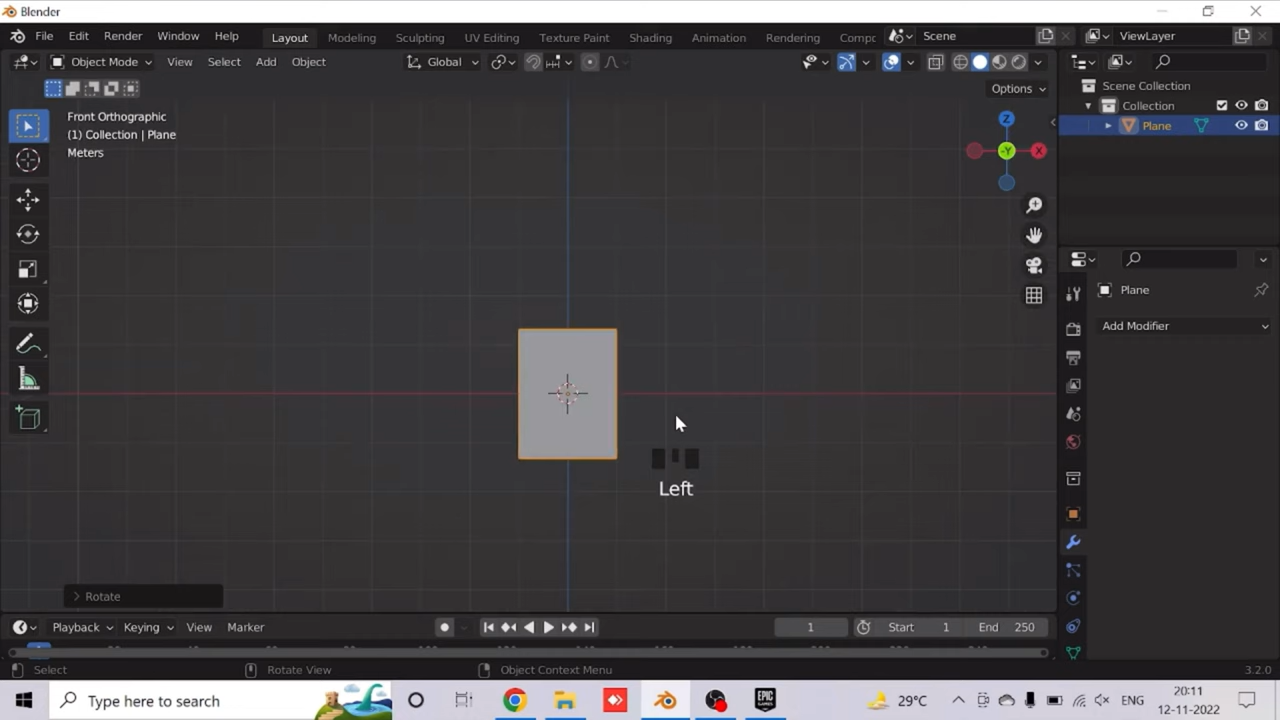 Blender
File Edit Render Window Help Layout Modeling Sculpting UV Editing Texture Paint Shading Animation Rendering Compc Scene ViewLayer
Object Mode View Select Add Object Global
Options
Front Orthographic
(1) Collection | Plane
Meters
Z
-Y
X
Scene Collection
Collection
Plane
Plane
Add Modifier
Left
Rotate
Playback Keying View Marker 1 Start 1 End 250
Select Rotate View Object Context Menu 3.2.0
Type here to search
EPIC GAMES
29°C
ENG
20:11
12-11-2022